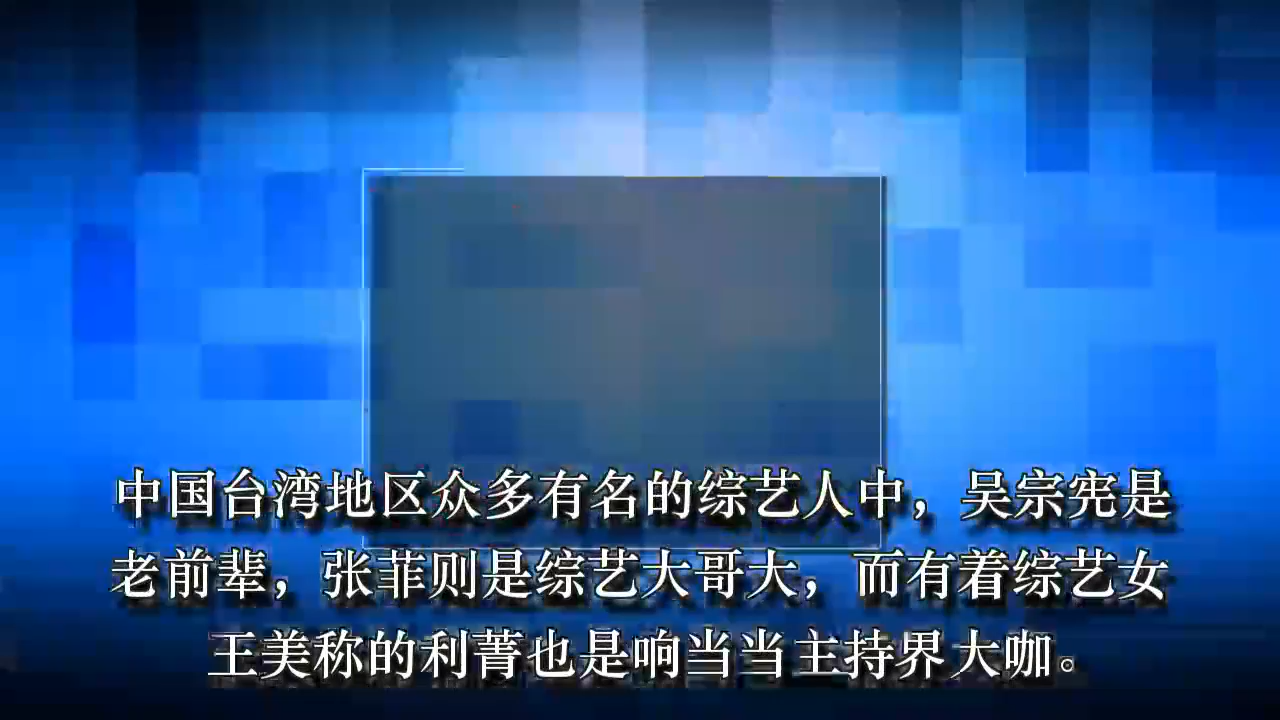 中国台湾地区众多有名的综艺人中，吴宗宪是
老前辈，张菲则是综艺大哥大，而有着综艺女
王美称的利菁也是响当当主持界大咖。